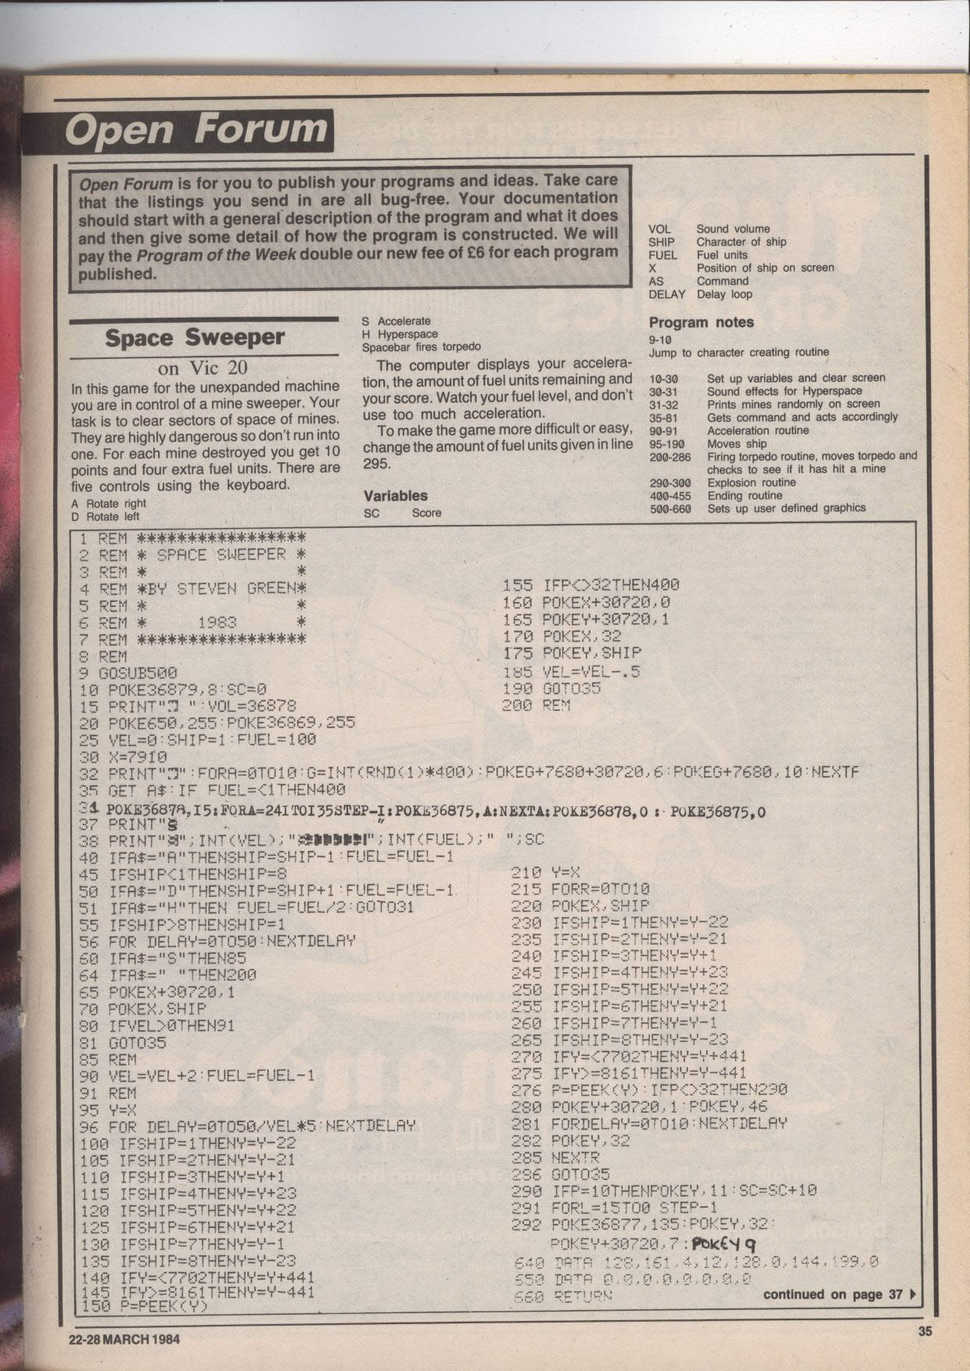 Open Forum
Open Forum is for you to publish your programs and ideas. Take care
that the listings you send in are all bug-free. Your documentation
should start with a general description of the program and what it does
and then give some detail of how the program is constructed. We will
pay the Program of the Week double our new fee of £6 for each program
published.
Space Sweeper
on Vic 20
In this game for the unexpanded machine
you are in control of a mine sweeper. Your
task is to clear sectors of space of mines.
They are highly dangerous so don't run into
one. For each mine destroyed you get 10
points and four extra fuel units. There are
five controls using the keyboard.
A Rotate right
D Rotate left
S Accelerate
H Hyperspace
Spacebar fires torpedo
The computer displays your accelera-
tion, the amount of fuel units remaining and
your score. Watch your fuel level, and don't
use too much acceleration.
To make the game more difficult or easy,
change the amount of fuel units given in line
295.
Variables
SC Score
VOL Sound volume
SHIP Character of ship
FUEL Fuel units
X Position of ship on screen
AS Command
DELAY Delay loop
Program notes
9-10
Jump to character creating routine
10-30 Set up variables and clear screen
30-31 Sound effects for Hyperspace
31-32 Prints mines randomly on screen
35-81 Gets command and acts accordingly
90-91 Acceleration routine
95-190 Moves ship
200-286 Firing torpedo routine, moves torpedo and
checks to see if it has hit a mine
290-300 Explosion routine
400-455 Ending routine
500-660 Sets up user defined graphics
1 REM *****************
2 REM * SPACE SWEEPER *
3 REM * *
4 REM *BY STEVEN GREEN*
5 REM * *
6 REM * 1983 *
7 REM *****************
8 REM
9 GOSUB500
10 POKE36879,8:SC=0
15 PRINT" ":VOL=36878
20 POKE650,255:POKE36869,255
25 VEL=0:SHIP=1:FUEL=100
30 X=7910
32 PRINT"":FORA=0TO10:G=INT(RND(1)*400):POKEG+7680+30720,6:POKEG+7680,10:NEXTF
35 GET A$:IF FUEL=<1THEN400
31 POKE36878,15:FORA=241TO135STEP-1:POKE36875,A:NEXTA:POKE36878,0 : POKE36875,0
37 PRINT" "
38 PRINT"";INT(VEL);"";INT(FUEL);" ";SC
40 IFA$="A"THENSHIP=SHIP-1:FUEL=FUEL-1
45 IFSHIP<1THENSHIP=8
50 IFA$="D"THENSHIP=SHIP+1:FUEL=FUEL-1
51 IFA$="H"THEN FUEL=FUEL/2:GOTO31
55 IFSHIP>8THENSHIP=1
56 FOR DELAY=0TO50:NEXTDELAY
60 IFA$="S"THEN85
64 IFA$=" "THEN200
65 POKEX+30720,1
70 POKEX,SHIP
80 IFVEL>0THEN91
81 GOTO35
85 REM
90 VEL=VEL+2:FUEL=FUEL-1
91 REM
95 Y=X
96 FOR DELAY=0TO50/VEL*5:NEXTDELAY
100 IFSHIP=1THENY=Y-22
105 IFSHIP=2THENY=Y-21
110 IFSHIP=3THENY=Y+1
115 IFSHIP=4THENY=Y+23
120 IFSHIP=5THENY=Y+22
125 IFSHIP=6THENY=Y+21
130 IFSHIP=7THENY=Y-1
135 IFSHIP=8THENY=Y-23
140 IFY=<7702THENY=Y+441
145 IFY>=8161THENY=Y-441
150 P=PEEK(Y)
155 IFP<>32THEN400
160 POKEX+30720,0
165 POKEY+30720,1
170 POKEX,32
175 POKEY,SHIP
185 VEL=VEL-.5
190 GOTO35
200 REM
210 Y=X
215 FORR=0TO10
220 POKEX,SHIP
230 IFSHIP=1THENY=Y-22
235 IFSHIP=2THENY=Y-21
240 IFSHIP=3THENY=Y+1
245 IFSHIP=4THENY=Y+23
250 IFSHIP=5THENY=Y+22
255 IFSHIP=6THENY=Y+21
260 IFSHIP=7THENY=Y-1
265 IFSHIP=8THENY=Y-23
270 IFY=<7702THENY=Y+441
275 IFY>=8161THENY=Y-441
276 P=PEEK(Y):IFP<>32THEN290
280 POKEY+30720,1:POKEY,46
281 FORDELAY=0TO10:NEXTDELAY
282 POKEY,32
285 NEXTR
286 GOTO35
290 IFP=10THENPOKEY,11:SC=SC+10
291 FORL=15TO0 STEP-1
292 POKE36877,135:POKEY,32:
POKEY+30720,7:POKEY9
640 DATA 128,161,4,12,128,0,144,199,0
650 DATA 0,0,0,0,0,0,0,0
660 RETURN
continued on page 37
22-28 MARCH 1984
35